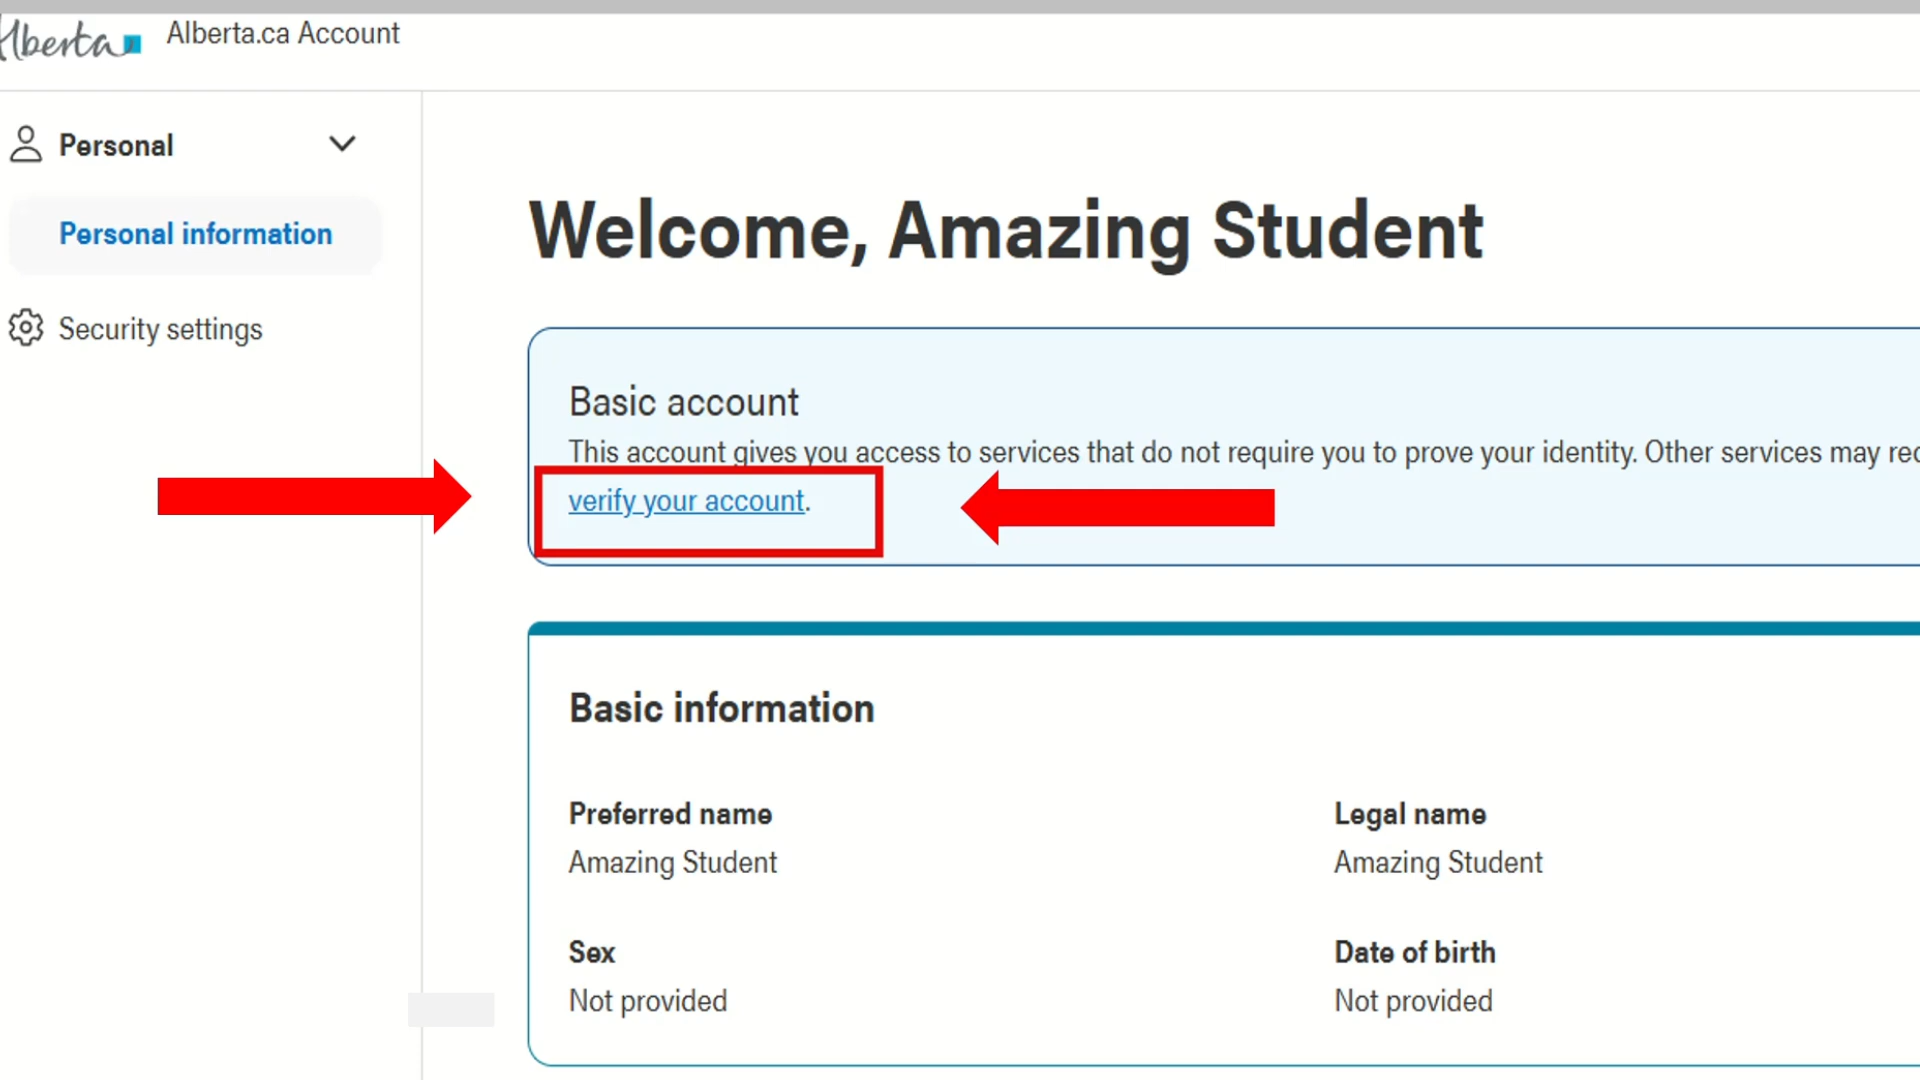 Alberta
Alberta.ca Account
Personal
Personal information
Security settings
Welcome, Amazing Student
Basic account
This account gives you access to services that do not require you to prove your identity. Other services may
verify your account.
Basic information
Preferred name
Legal name
Amazing Student
Amazing Student
Sex
Date of birth
Not provided
Not provided